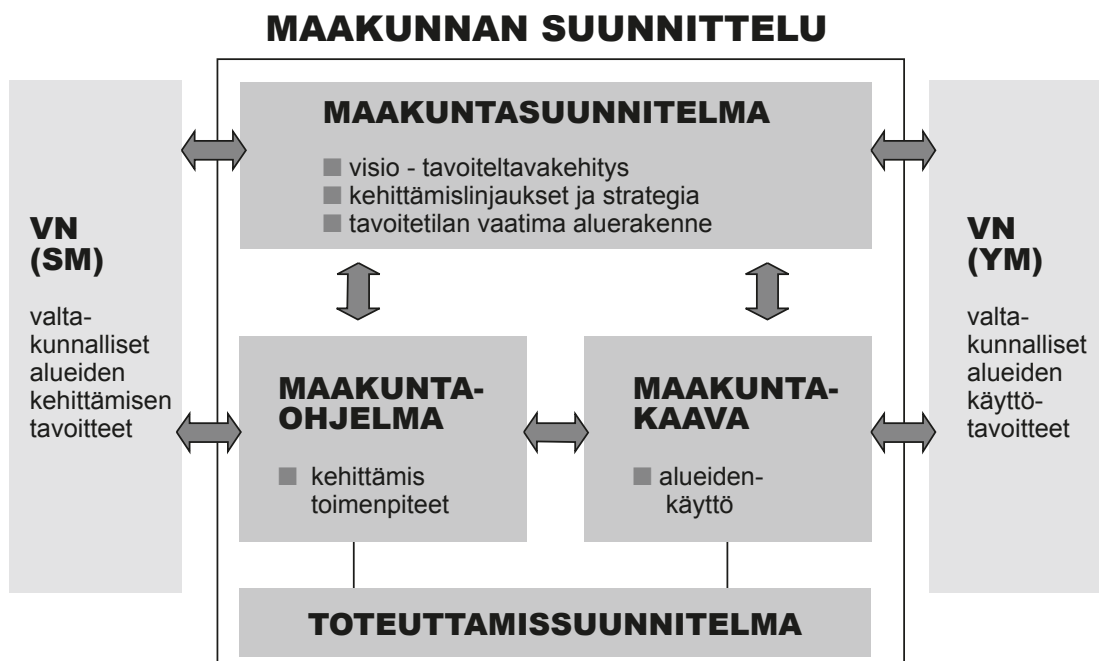 MAAKUNNAN SUUNNITTELU
MAAKUNTASUUNNITELMA
visio - tavoiteltavakehitys
kehittämislinjaukset ja strategia
tavoitetilan vaatima aluerakenne
VN
(SM)
valta-
kunnalliset
alueiden
kehittämisen
tavoitteet
MAAKUNTA-
OHJELMA
kehittämis
toimenpiteet
MAAKUNTA-
KAAVA
alueiden-
käyttö
VN
(YM)
valta-
kunnalliset
alueiden
käyttö-
tavoitteet
TOTEUTTAMISSUUNNITELMA